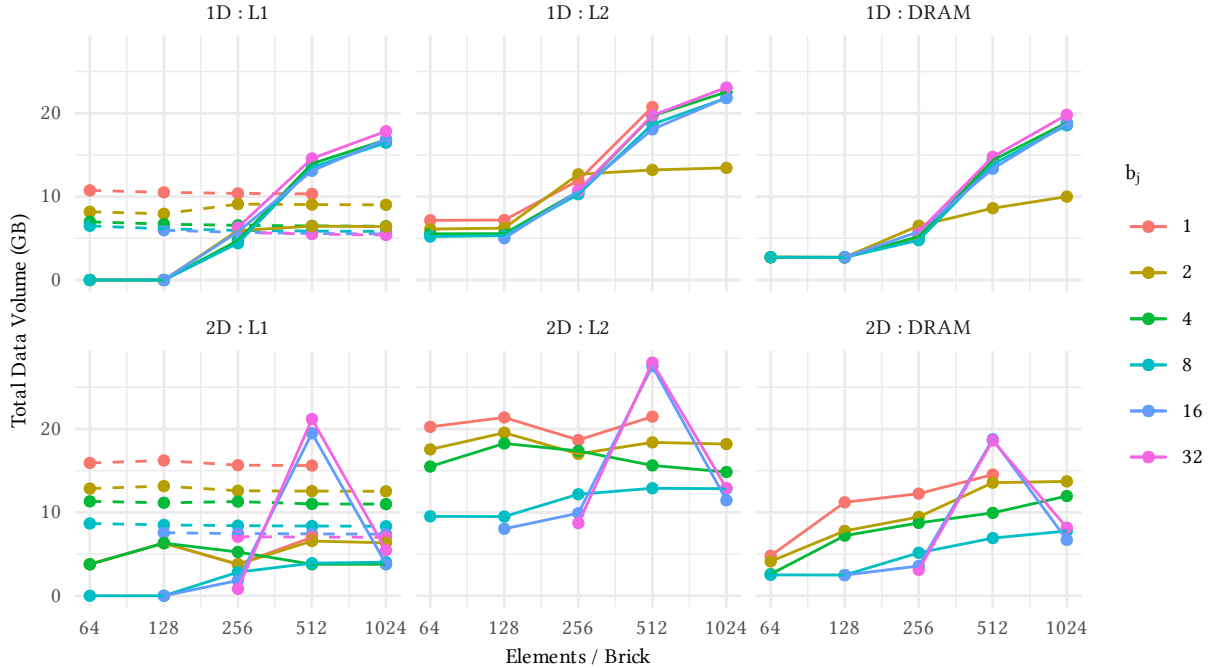 1D : L1
1D : L2
1D : DRAM
20
10
0
2D : L1
2D : L2
2D : DRAM
20
10
0
64 128 256 512 1024
64 128 256 512 1024
64 128 256 512 1024
Elements / Brick
Total Data Volume (GB)
bj
1
2
4
8
16
32